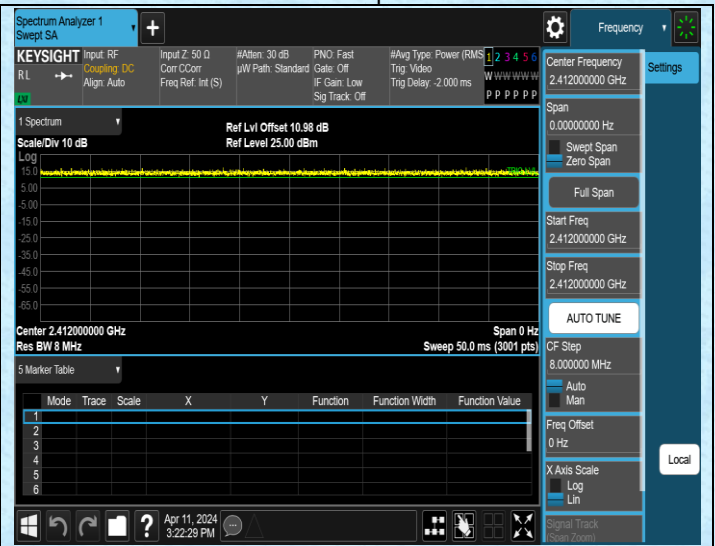 Spectrum Analyzer 1
Swept SA
+
Frequency
KEYSIGHT
RL
LXI
Input: RF
Coupling: DC
Align: Auto
Input Z: 50 Ω
Corr CCorr
Freq Ref: Int (S)
#Atten: 30 dB
µW Path: Standard
PNO: Fast
Gate: Off
IF Gain: Low
Sig Track: Off
#Avg Type: Power (RMS
Trig: Video
Trig Delay: -2.000 ms
1 2 3 4 5 6
W W W W W W
P P P P P P
1 Spectrum
Scale/Div 10 dB
Ref Lvl Offset 10.98 dB
Ref Level 25.00 dBm
Log
15.0
5.00
-5.00
-15.0
-25.0
-35.0
-45.0
-55.0
-65.0
Center 2.412000000 GHz
Res BW 8 MHz
Span 0 Hz
Sweep 50.0 ms (3001 pts)
5 Marker Table
Mode Trace Scale X Y Function Function Width Function Value
1
2
3
4
5
6
Center Frequency
2.412000000 GHz
Settings
Span
0.00000000 Hz
Swept Span
Zero Span
Full Span
Start Freq
2.412000000 GHz
Stop Freq
2.412000000 GHz
AUTO TUNE
CF Step
8.000000 MHz
Auto
Man
Freq Offset
0 Hz
X Axis Scale
Log
Lin
Local
Signal Track
(Span Zoom)
?
Apr 11, 2024
3:22:29 PM